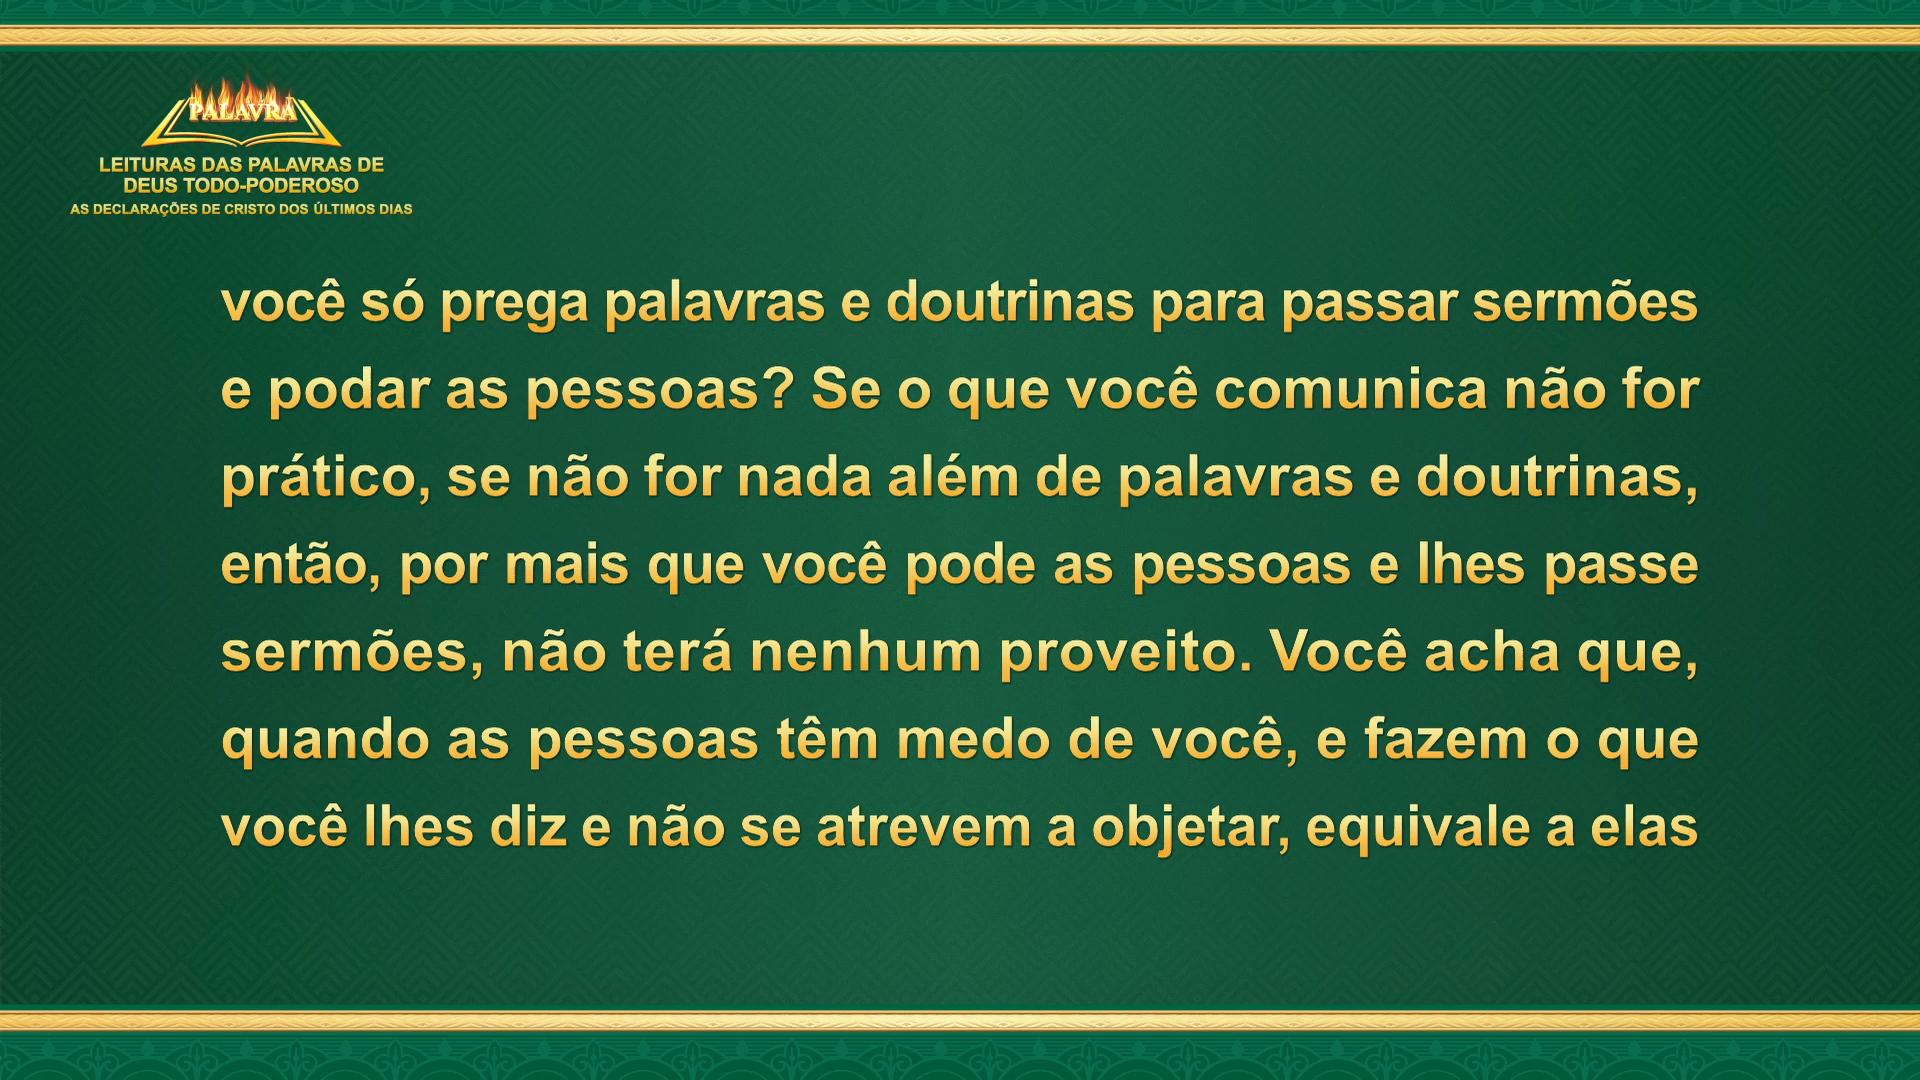 PALAVRA
LEITURAS DAS PALAVRAS DE
DEUS TODO-PODEROSO
AS DECLARAÇÕES DE CRISTO DOS ÚLTIMOS DIAS
você só prega palavras e doutrinas para passar sermões
e podar as pessoas? Se o que você comunica não for
prático, se não for nada além de palavras e doutrinas,
então, por mais que você pode as pessoas e lhes passe
sermões, não terá nenhum proveito. Você acha que,
quando as pessoas têm medo de você, e fazem o que
você lhes diz e não se atrevem a objetar, equivale a elas